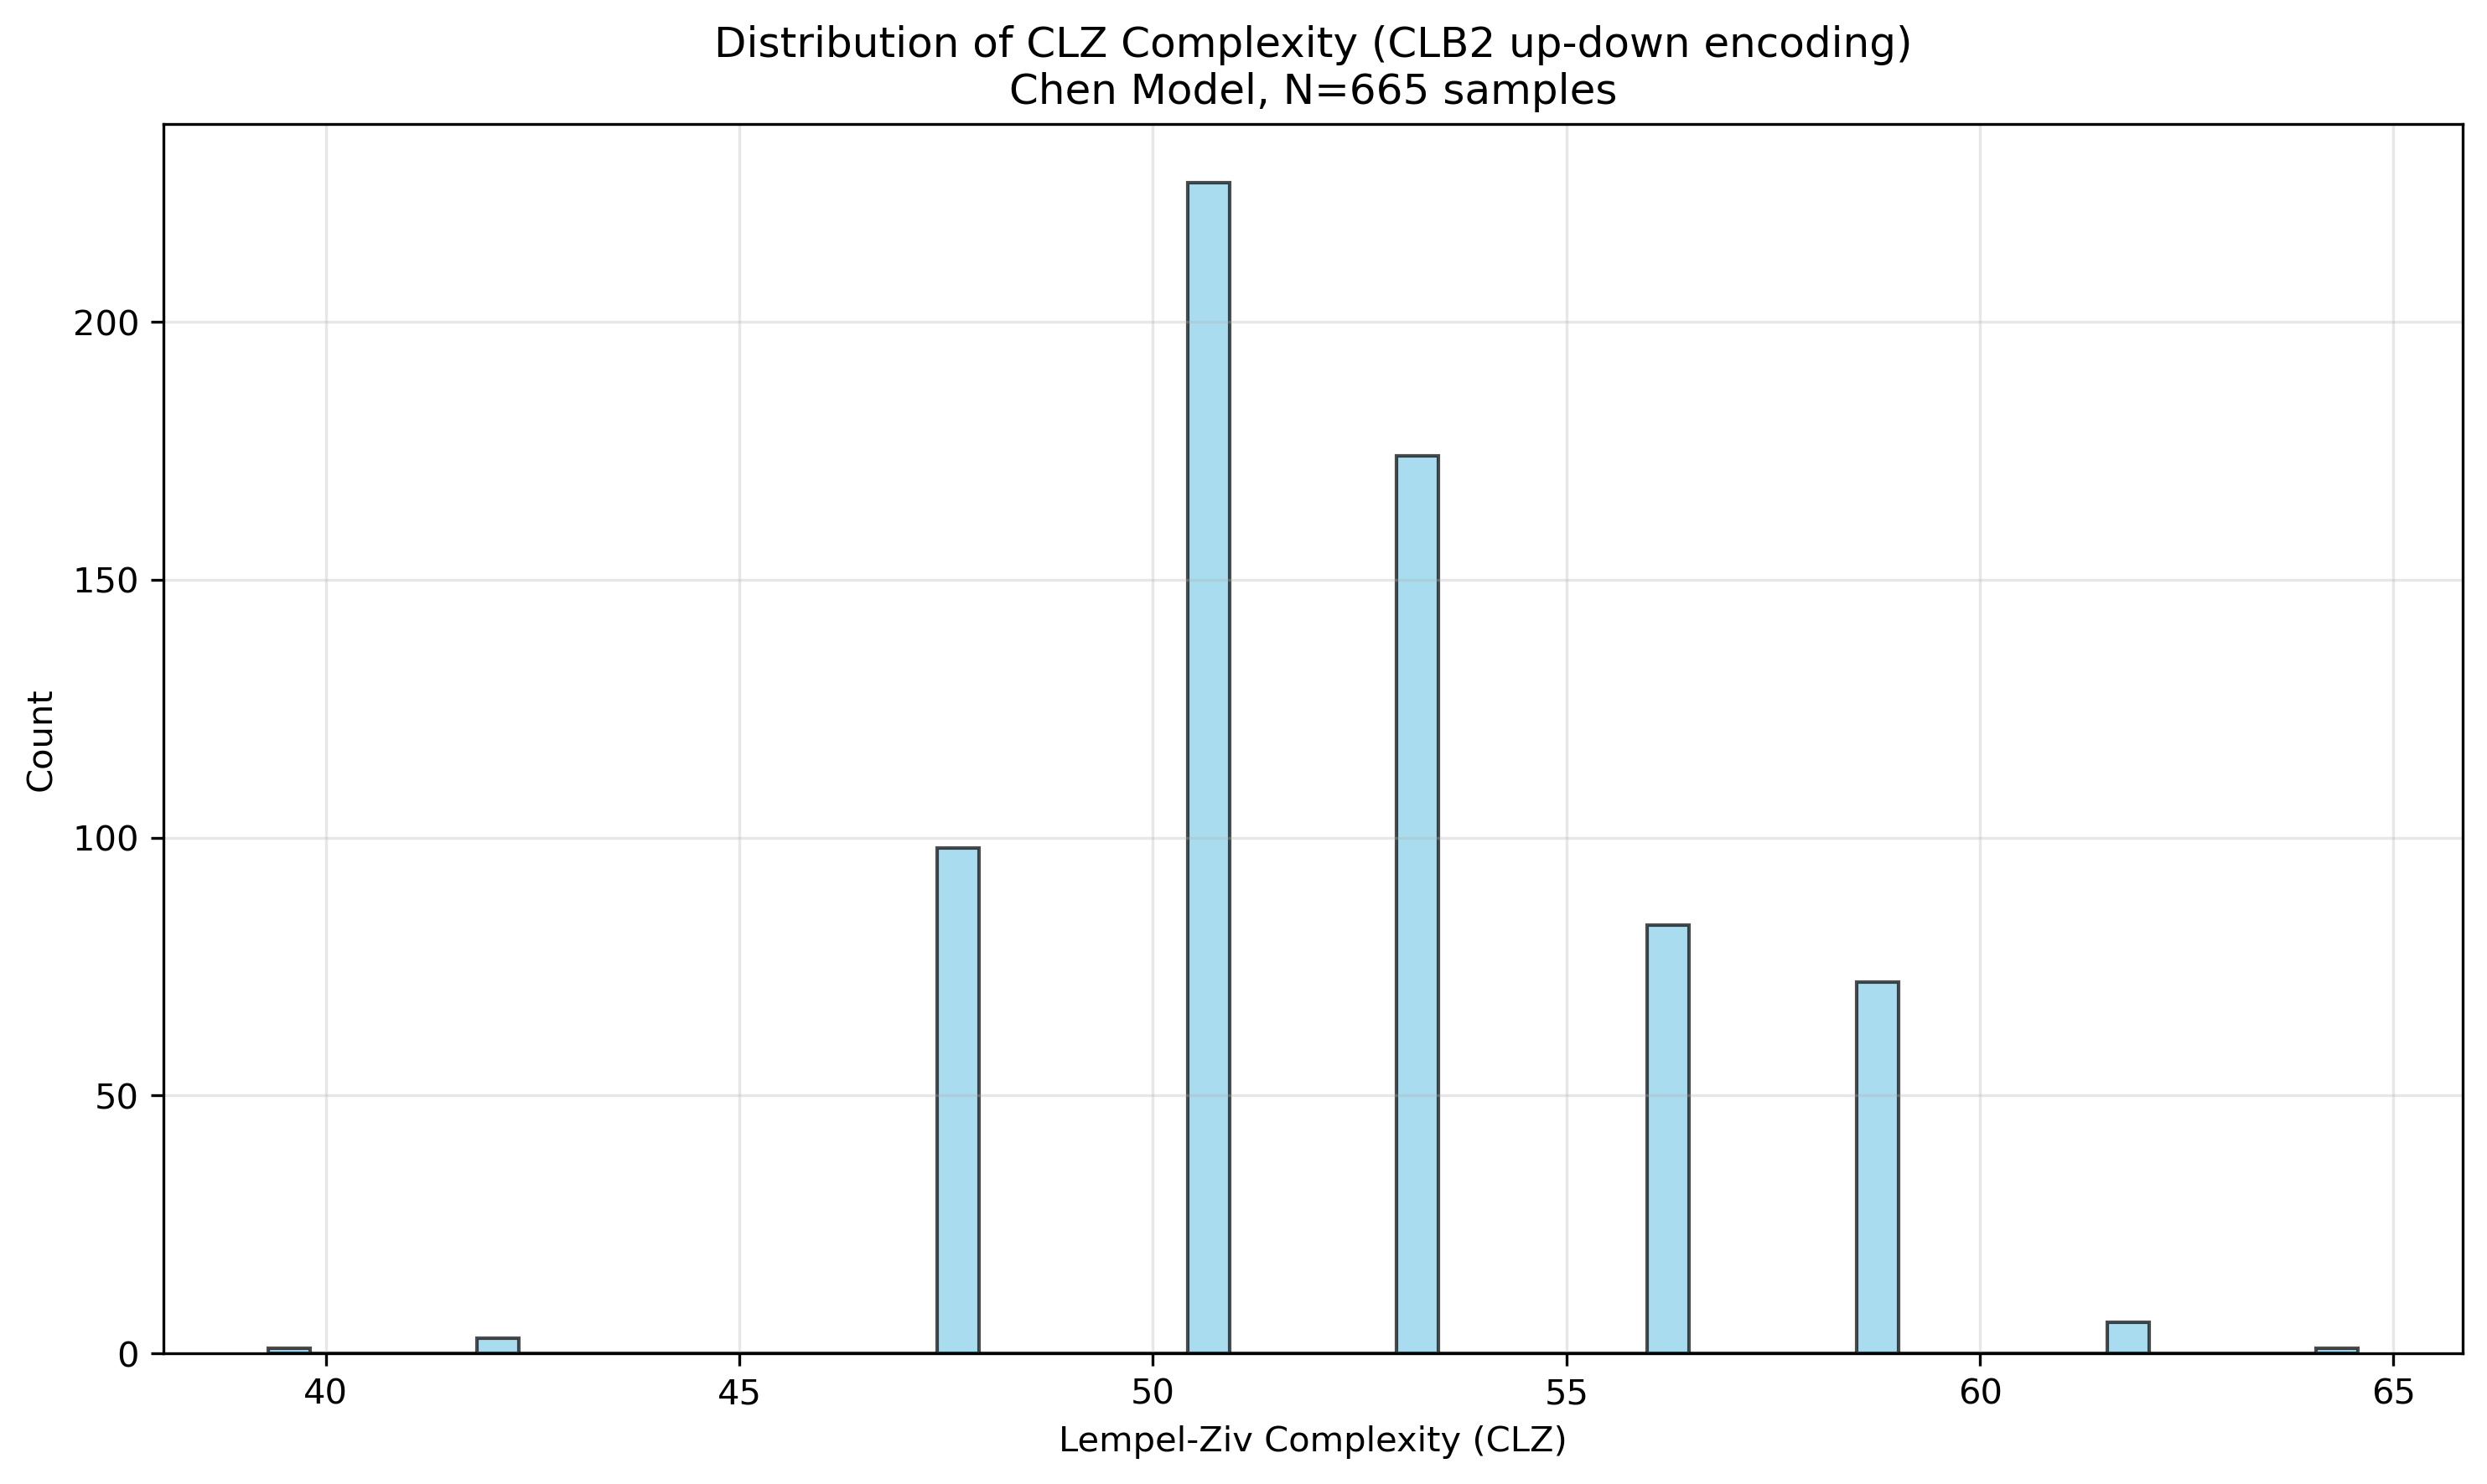 Distribution of CLZ Complexity (CLB2 up-down encoding)
Chen Model, N=665 samples
200
150
100
50
0
Count
40 45 50 55 60 65
Lempel-Ziv Complexity (CLZ)